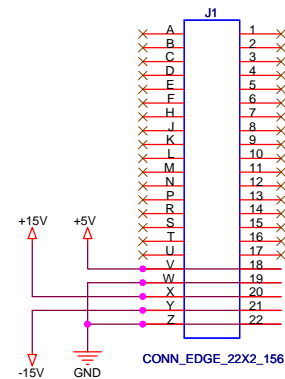 J1
A 1
B 2
C 3
D 4
E 5
F 6
H 7
J 8
K 9
L 10
M 11
N 12
P 13
R 14
S 15
T 16
U 17
V 18
W 19
X 20
Y 21
Z 22
+15V +5V
-15V GND
CONN_EDGE_22X2_156